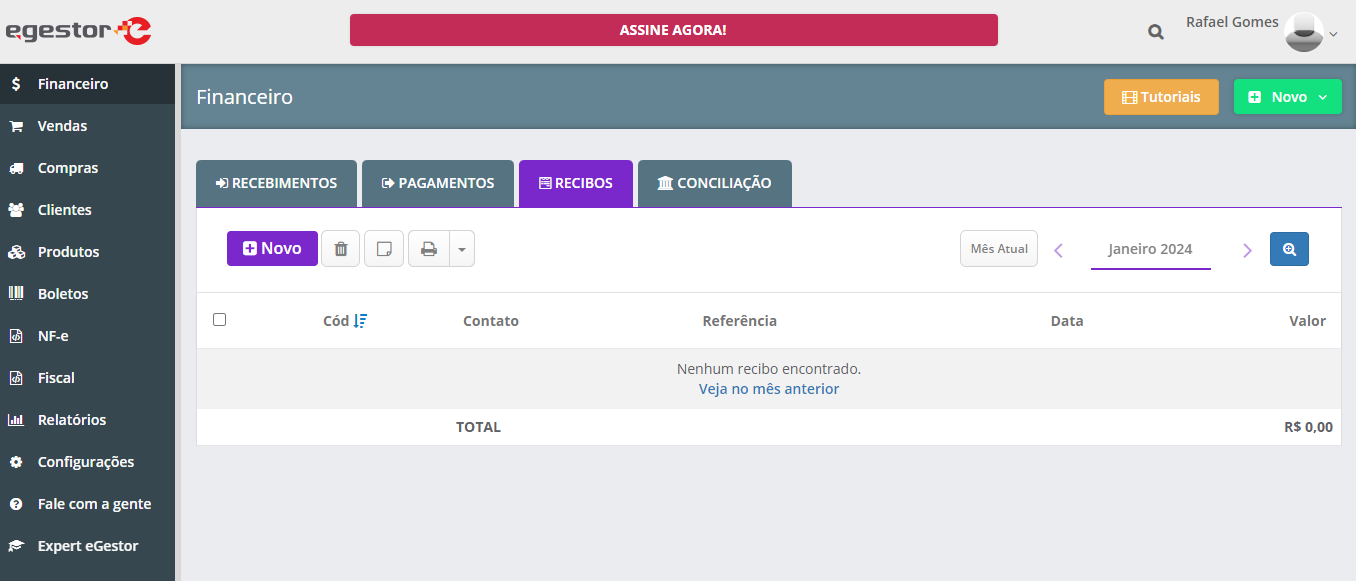 egestor
ASSINE AGORA!
Rafael Gomes
Financeiro
Vendas
Compras
Clientes
Produtos
Boletos
NF-e
Fiscal
Relatórios
Configurações
Fale com a gente
Expert eGestor
Financeiro
Tutoriais
Novo
RECEBIMENTOS
PAGAMENTOS
RECIBOS
CONCILIAÇÃO
Novo
Mês Atual
Janeiro 2024
Cód
Contato
Referência
Data
Valor
Nenhum recibo encontrado.
Veja no mês anterior
TOTAL
R$ 0,00